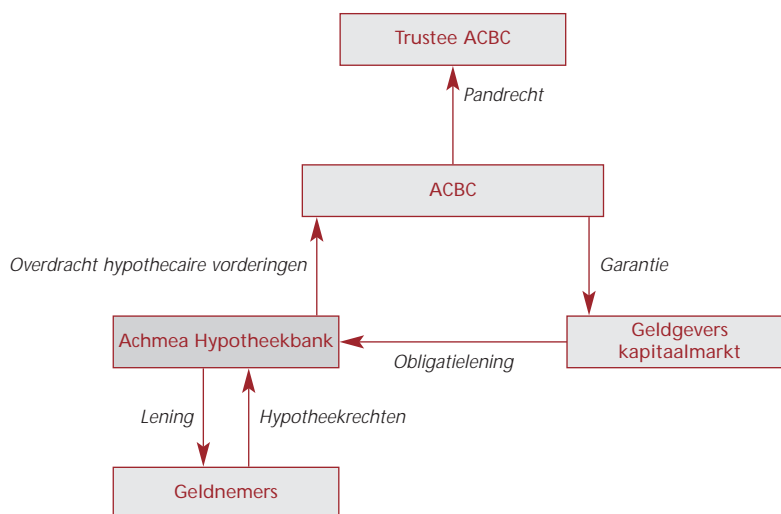 Trustee ACBC
Pandrecht
ACBC
Overdracht hypothecaire vorderingen
Garantie
Achmea Hypotheekbank
Geldgevers
kapitaalmarkt
Obligatielening
Lening
Hypotheekrechten
Geldnemers